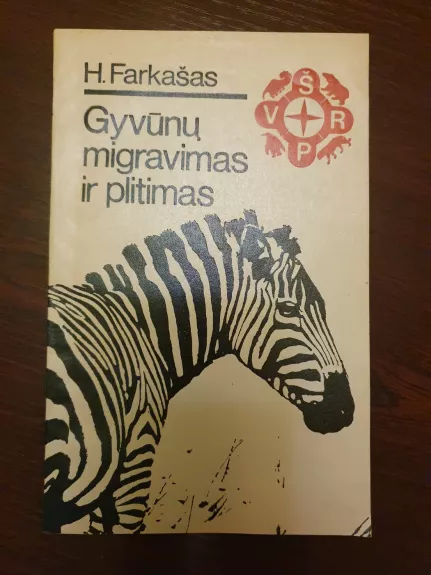 H. Farkašas
Gyvūnų
migravimas
ir plitimas
Š
V R
P